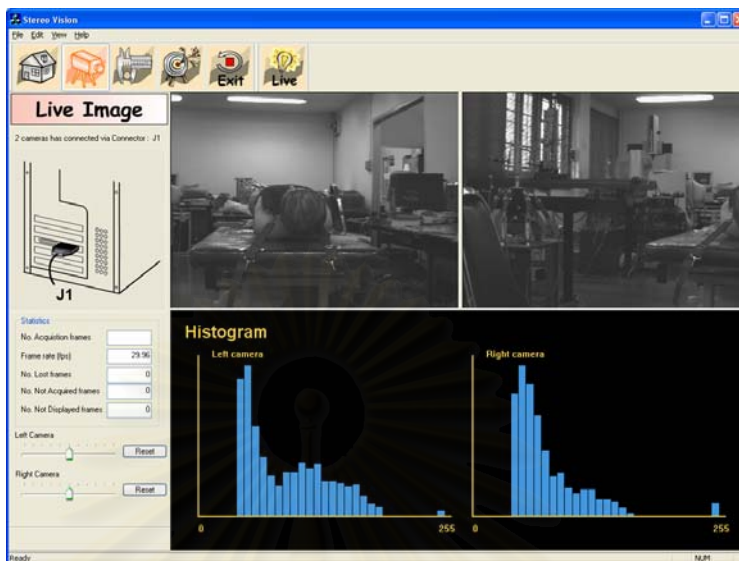 Stereo Vision
File Edit View Help
Exit
Live
Live Image
2 cameras has connected via Connector : J1
J1
Statistics
No. Acquistion frames
Frame rate (fps) 29.96
No. Lost frames 0
No. Not Acquired frames 0
No. Not Displayed frames 0
Left Camera
Reset
Right Camera
Reset
Histogram
Left camera
Right camera
0 255
0 255
Ready NUM